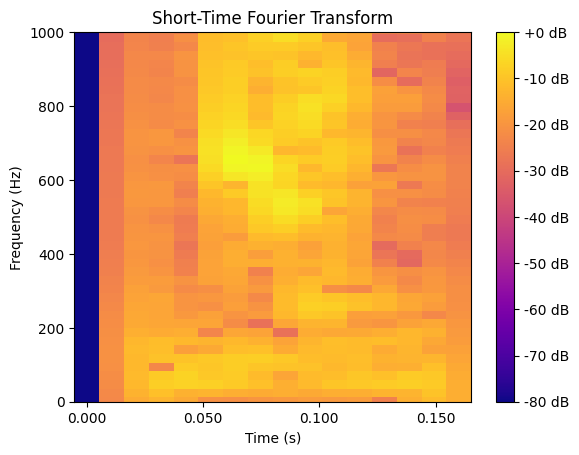 Short-Time Fourier Transform
1000
800
600
400
200
0
Frequency (Hz)
0.000
0.050
0.100
0.150
Time (s)
+0 dB
-10 dB
-20 dB
-30 dB
-40 dB
-50 dB
-60 dB
-70 dB
-80 dB